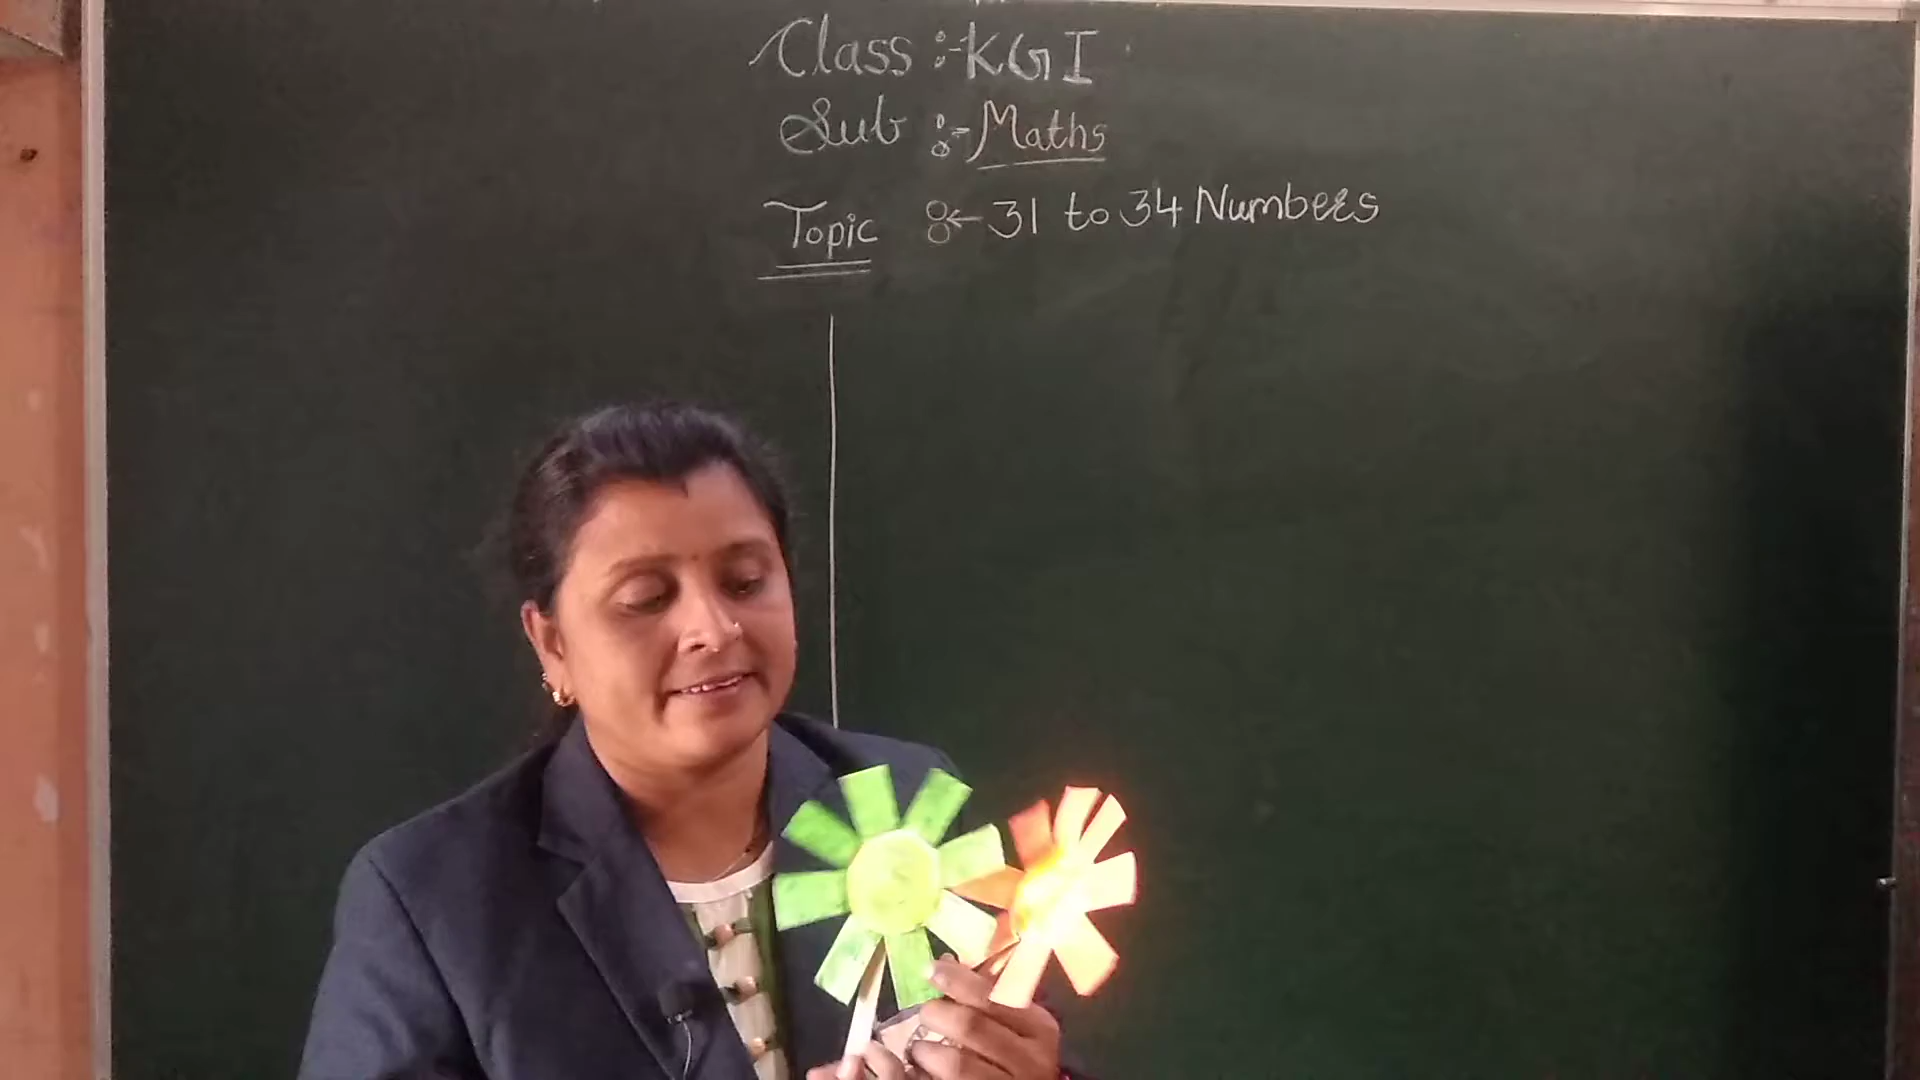 Class :- KG I
Sub :- Maths
Topic :- 31 to 34 Numbers